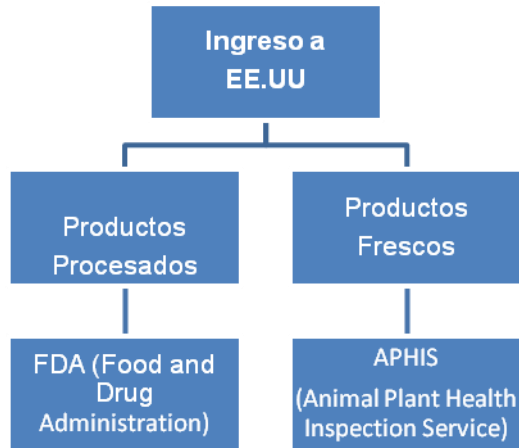 Ingreso a
EE.UU
Productos
Procesados
Productos
Frescos
FDA (Food and
Drug
Administration)
APHIS
(Animal Plant Health
Inspection Service)